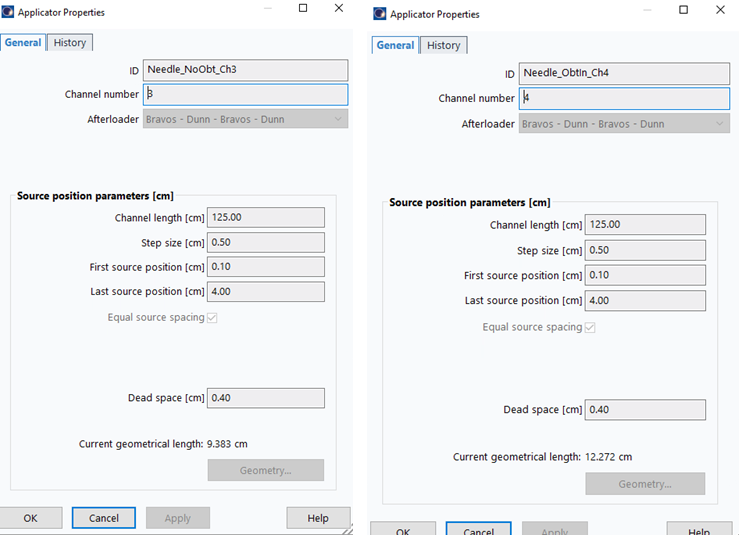 Applicator Properties
General History
ID Needle_NoObt_Ch3
Channel number 3
Afterloader Bravos - Dunn - Bravos - Dunn
Source position parameters [cm]
Channel length [cm] 125.00
Step size [cm] 0.50
First source position [cm] 0.10
Last source position [cm] 4.00
Equal source spacing
Dead space [cm] 0.40
Current geometrical length: 9.383 cm
Geometry...
OK Cancel Apply Help
Applicator Properties
General History
ID Needle_ObtIn_Ch4
Channel number 4
Afterloader Bravos - Dunn - Bravos - Dunn
Source position parameters [cm]
Channel length [cm] 125.00
Step size [cm] 0.50
First source position [cm] 0.10
Last source position [cm] 4.00
Equal source spacing
Dead space [cm] 0.40
Current geometrical length: 12.272 cm
Geometry...
OK Cancel Apply Help